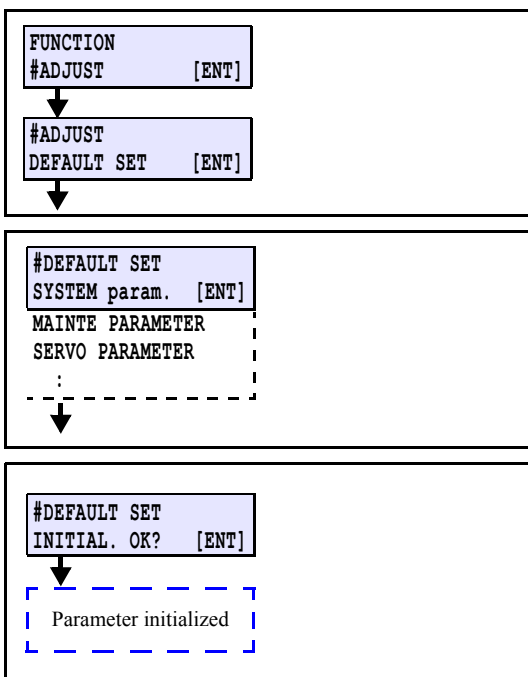 FUNCTION
#ADJUST [ENT]
#ADJUST
DEFAULT SET [ENT]
#DEFAULT SET
SYSTEM param. [ENT]
MAINTE PARAMETER
SERVO PARAMETER
:
#DEFAULT SET
INITIAL. OK? [ENT]
Parameter initialized